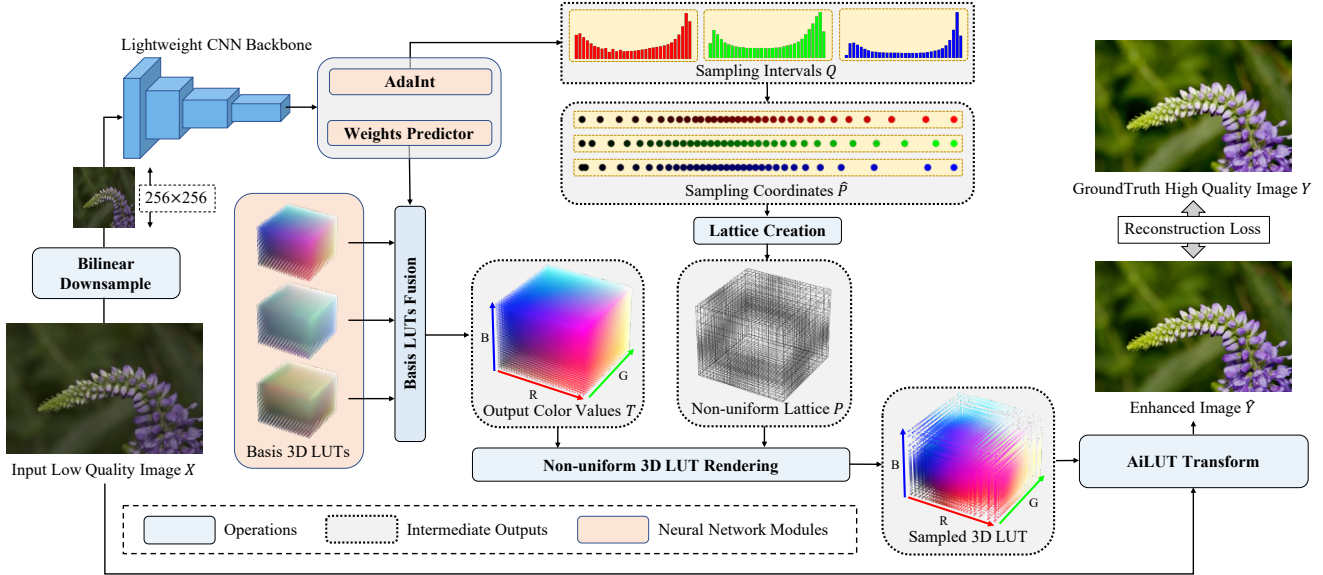 Lightweight CNN Backbone
AdaInt
Weights Predictor
Sampling Intervals Q
Sampling Coordinates P̂
Lattice Creation
256×256
Bilinear
Downsample
Input Low Quality Image X
Basis 3D LUTs
Basis LUTs Fusion
B
R
G
Output Color Values T
Non-uniform Lattice P
Non-uniform 3D LUT Rendering
B
R
G
Sampled 3D LUT
GroundTruth High Quality Image Y
Reconstruction Loss
Enhanced Image Ŷ
AiLUT Transform
Operations
Intermediate Outputs
Neural Network Modules